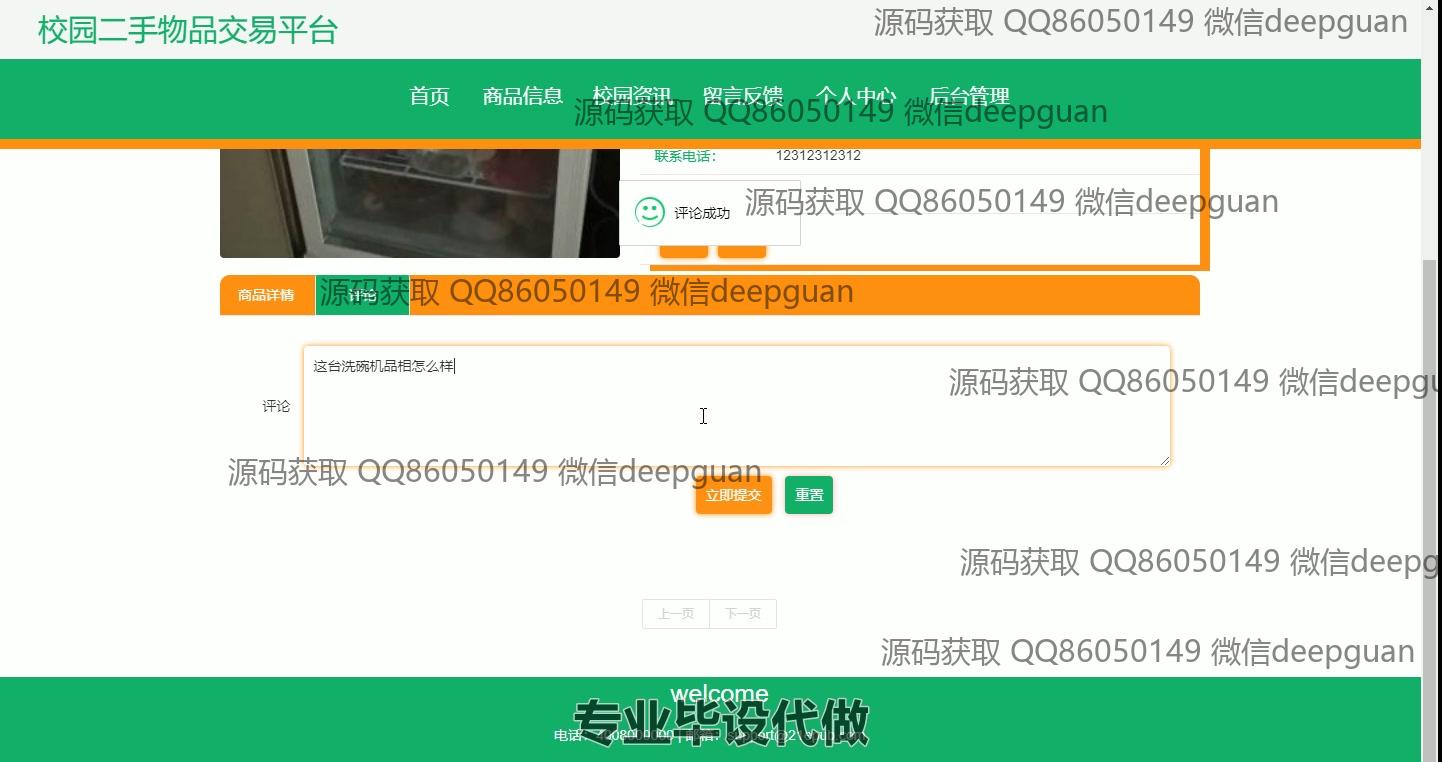 校园二手物品交易平台
源码获取 QQ86050149 微信deepguan
首页 商品信息 校园资讯 留言反馈 个人中心 后台管理
源码获取 QQ86050149 微信deepguan
联系电话： 12312312312
评论成功
源码获取 QQ86050149 微信deepguan
商品详情 评论
源码获取 QQ86050149 微信deepguan
这台洗碗机品相怎么样
源码获取 QQ86050149 微信deepgu
评论
源码获取 QQ86050149 微信deepguan
立即提交 重置
源码获取 QQ86050149 微信deepg
上一页 下一页
源码获取 QQ86050149 微信deepguan
welcome
专业毕设代做
电话：